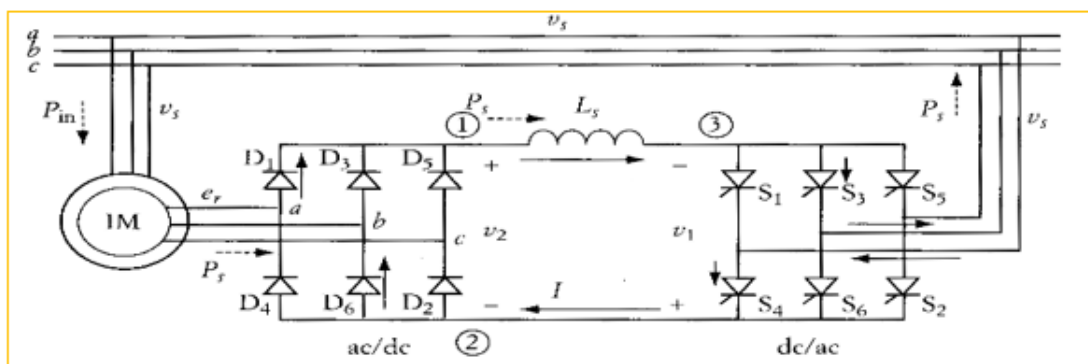 v_s
a
b
c
P_in v_s P_s L_s P_s v_s
1 3
D_1 D_3 D_5 + −
e_r a S_1 S_3 S_5
IM b
c v_2 v_1
P_s
D_4 D_6 D_2 − I + S_4 S_6 S_2
ac/dc 2 dc/ac